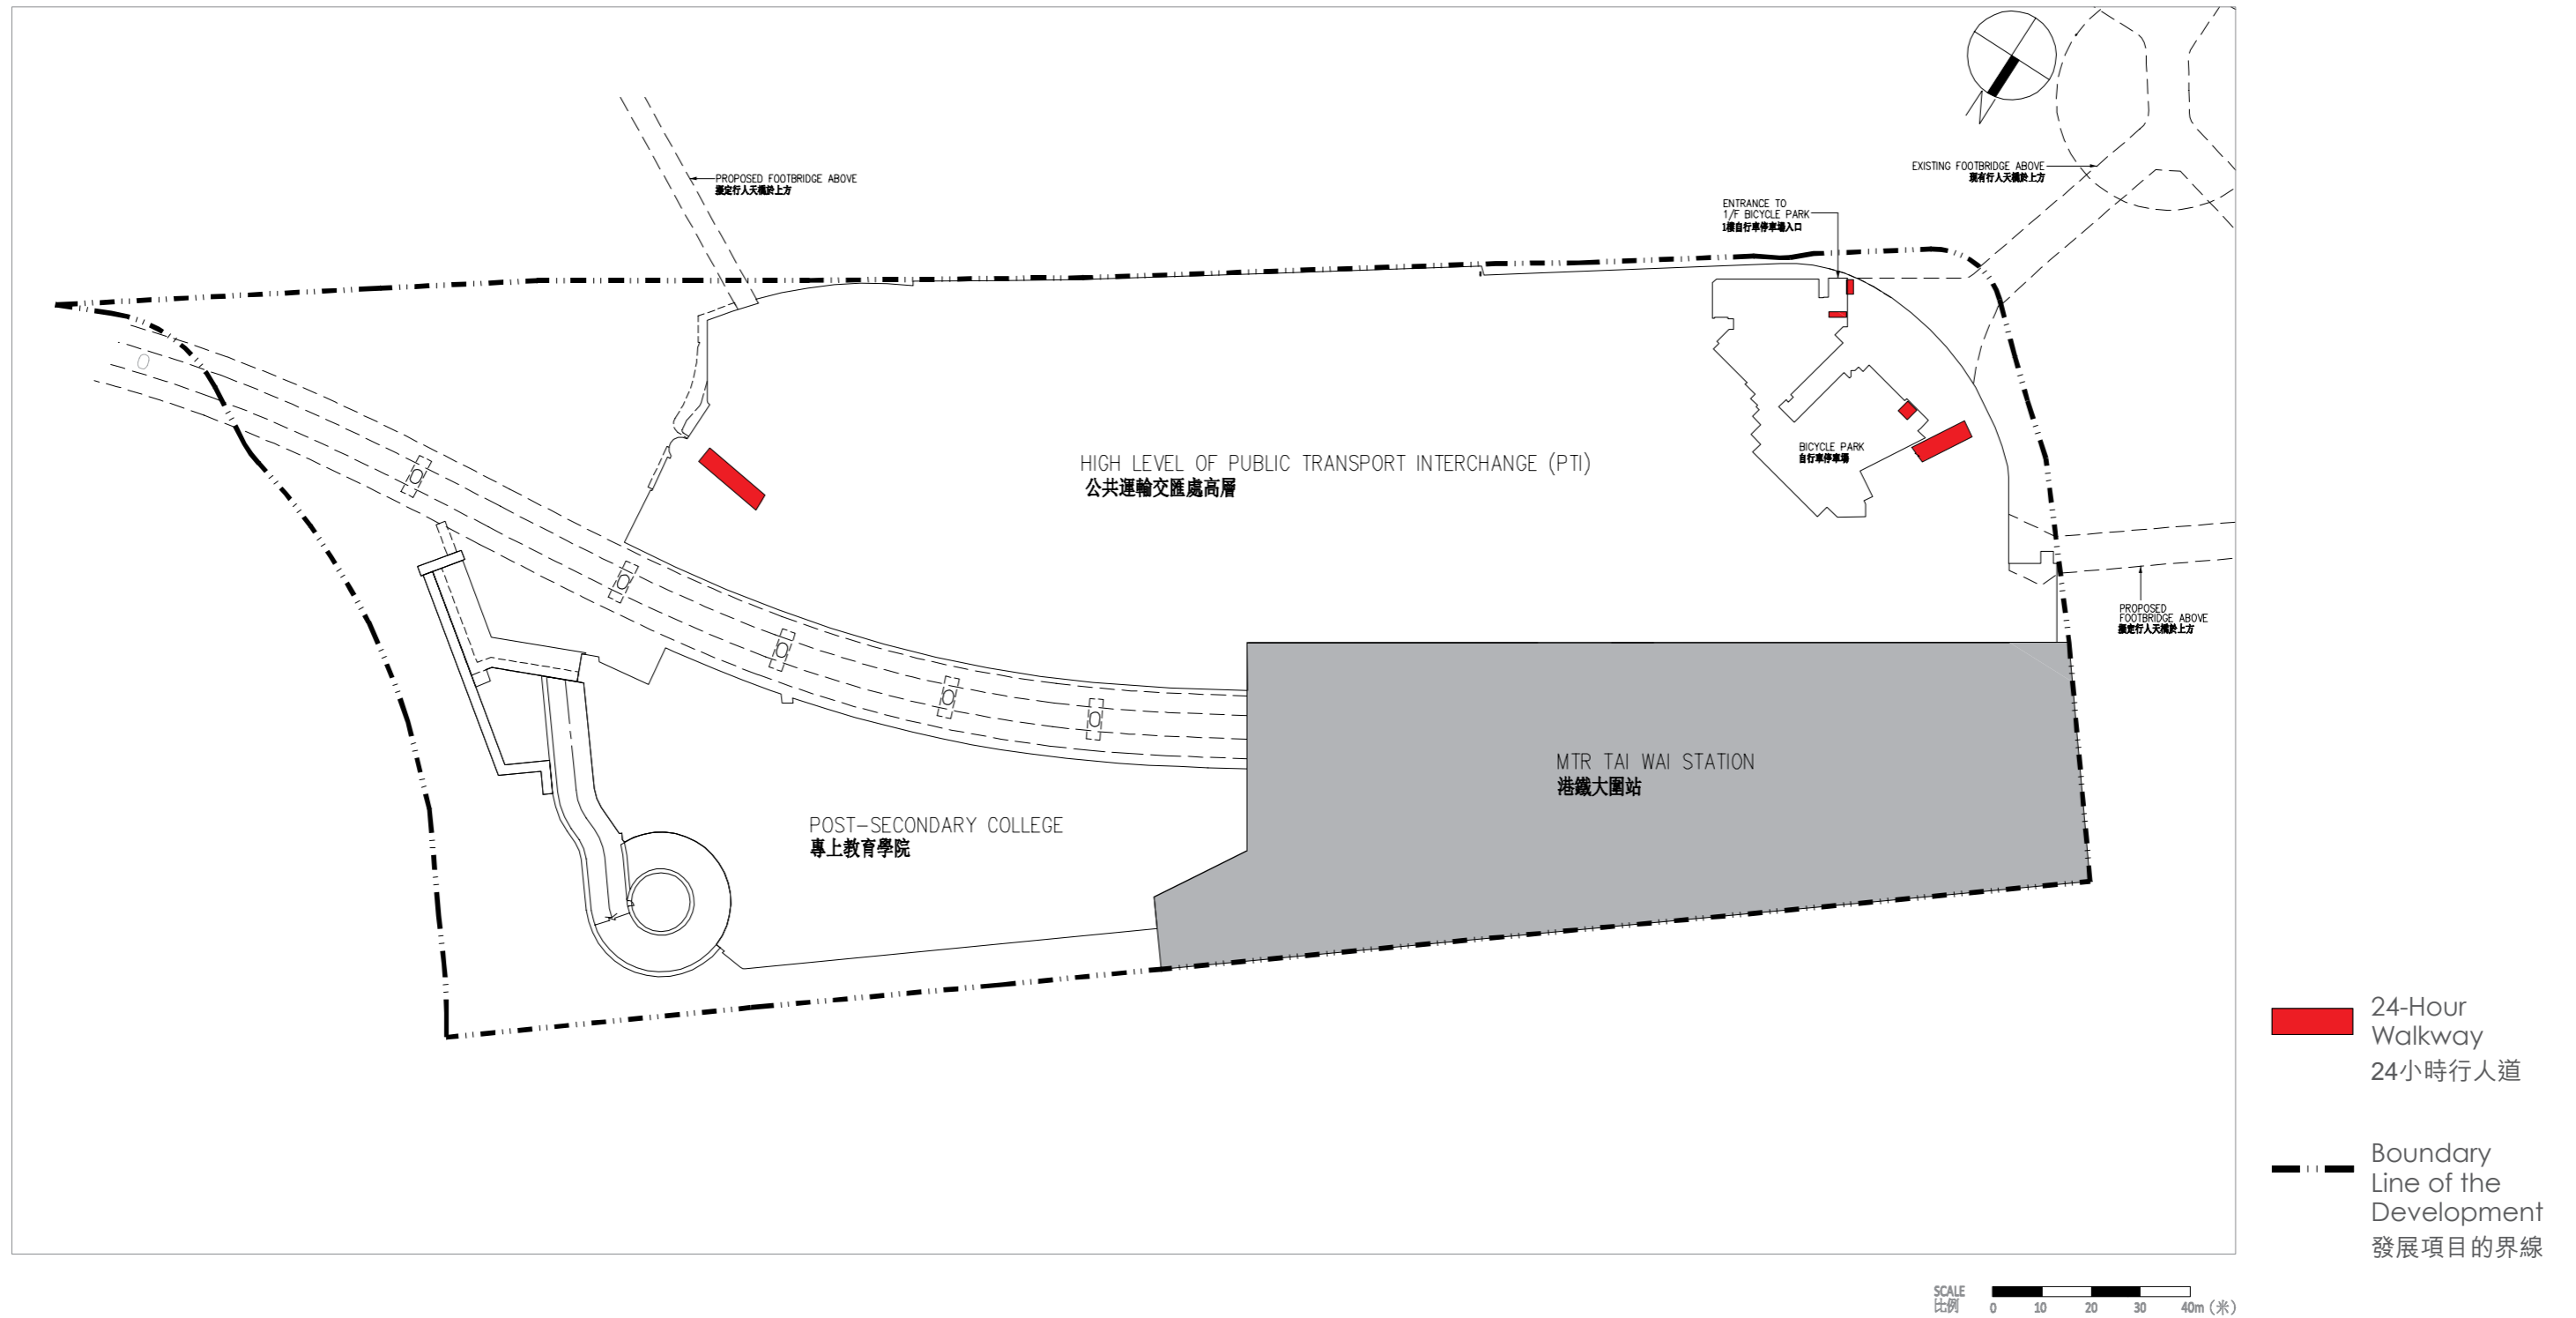 PROPOSED FOOTBRIDGE ABOVE
擬定行人天橋於上方
EXISTING FOOTBRIDGE ABOVE
現有行人天橋於上方
ENTRANCE TO
1/F BICYCLE PARK
1樓自行車停車場入口
HIGH LEVEL OF PUBLIC TRANSPORT INTERCHANGE (PTI)
公共運輸交匯處高層
BICYCLE PARK
自行車停車場
PROPOSED
FOOTBRIDGE ABOVE
擬定行人天橋於上方
MTR TAI WAI STATION
港鐵大圍站
POST-SECONDARY COLLEGE
專上教育學院
24-Hour
Walkway
24小時行人道
Boundary
Line of the
Development
發展項目的界線
SCALE
比例
0 10 20 30 40m (米)